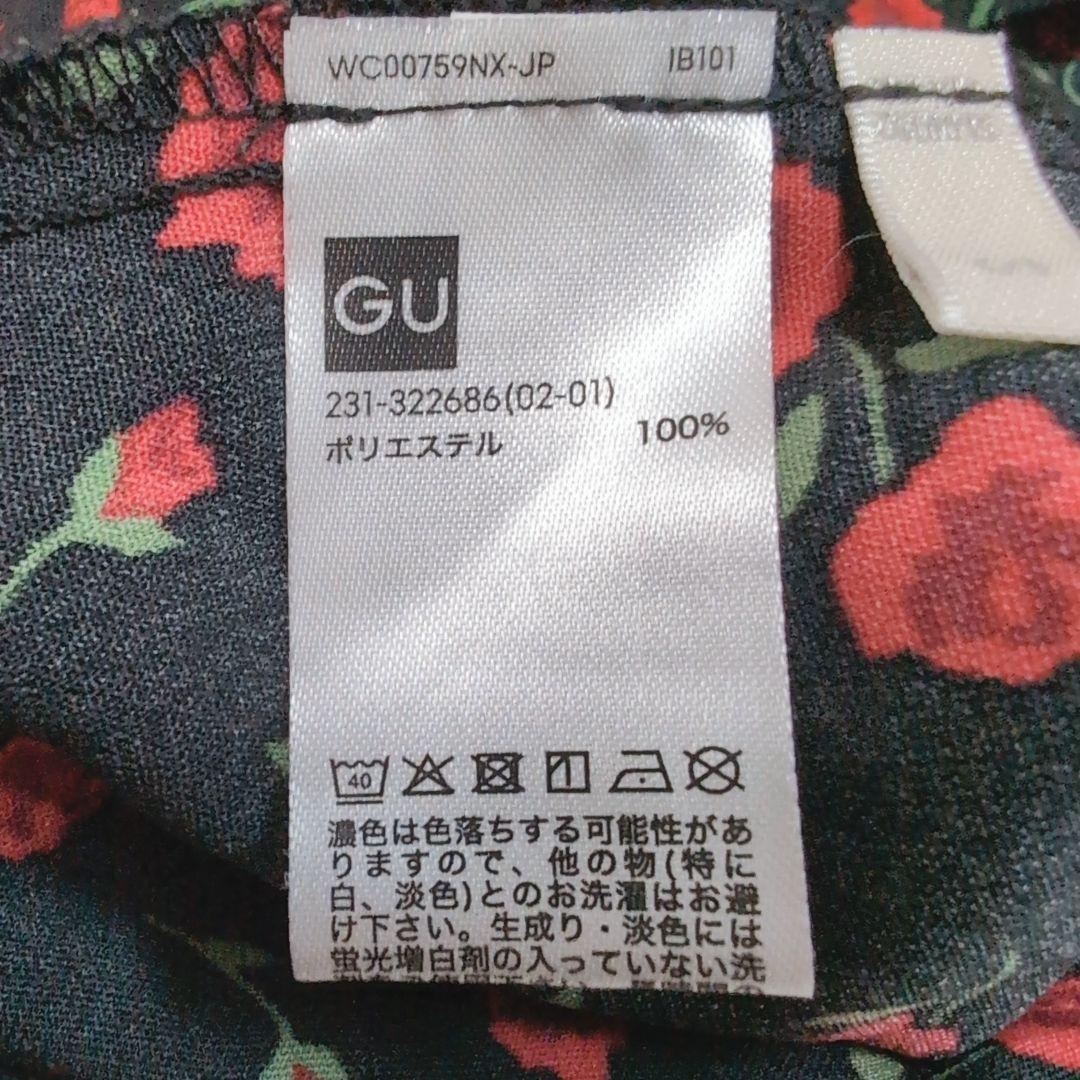 WC00759NX-JP IB101
GU
231-322686(02-01)
ポリエステル 100%
40
濃色は色落ちする可能性があ
りますので、他の物(特に
白、淡色)とのお洗濯はお避
け下さい。生成り・淡色には
蛍光増白剤の入っていない洗